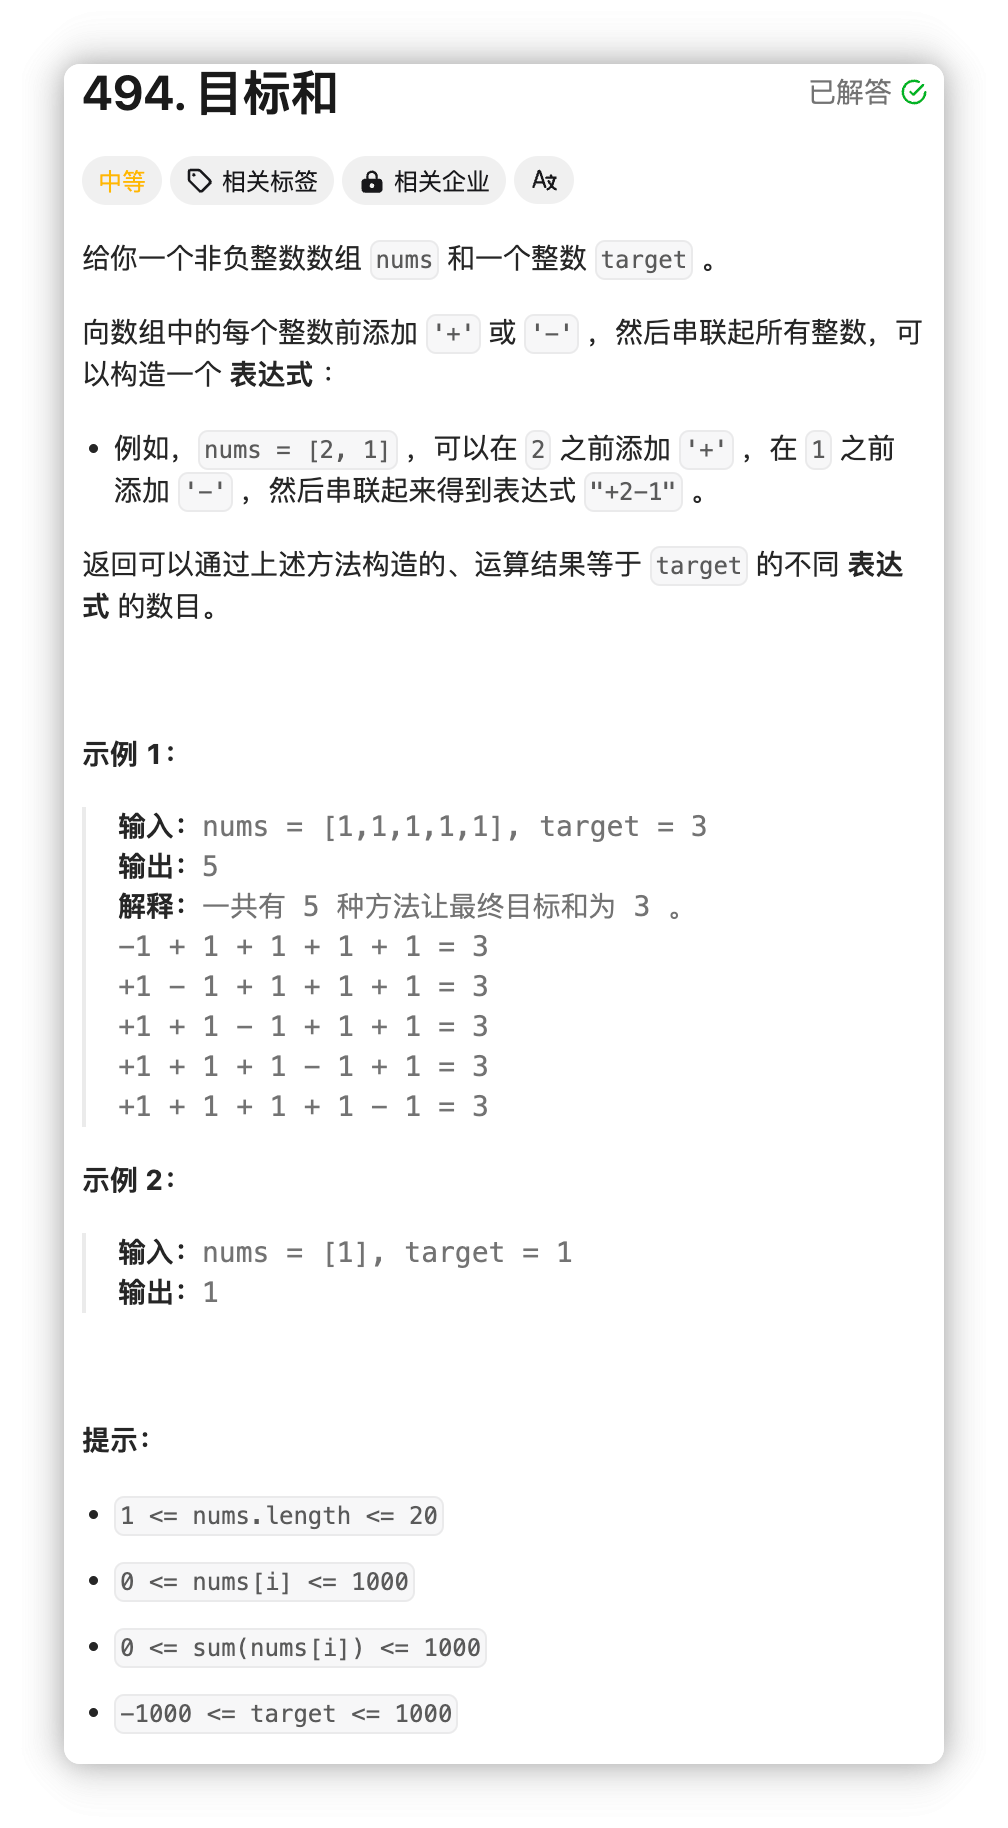 494. 目标和
已解答
中等
相关标签
相关企业
给你一个非负整数数组 nums 和一个整数 target 。
向数组中的每个整数前添加 '+' 或 '-' ，然后串联起所有整数，可
以构造一个 表达式 ：
• 例如，nums = [2, 1] ，可以在 2 之前添加 '+' ，在 1 之前
添加 '-' ，然后串联起来得到表达式 "+2-1" 。
返回可以通过上述方法构造的、运算结果等于 target 的不同 表达
式 的数目。
示例 1：
输入：nums = [1,1,1,1,1], target = 3
输出：5
解释：一共有 5 种方法让最终目标和为 3 。
-1 + 1 + 1 + 1 + 1 = 3
+1 - 1 + 1 + 1 + 1 = 3
+1 + 1 - 1 + 1 + 1 = 3
+1 + 1 + 1 - 1 + 1 = 3
+1 + 1 + 1 + 1 - 1 = 3
示例 2：
输入：nums = [1], target = 1
输出：1
提示：
• 1 <= nums.length <= 20
• 0 <= nums[i] <= 1000
• 0 <= sum(nums[i]) <= 1000
• -1000 <= target <= 1000